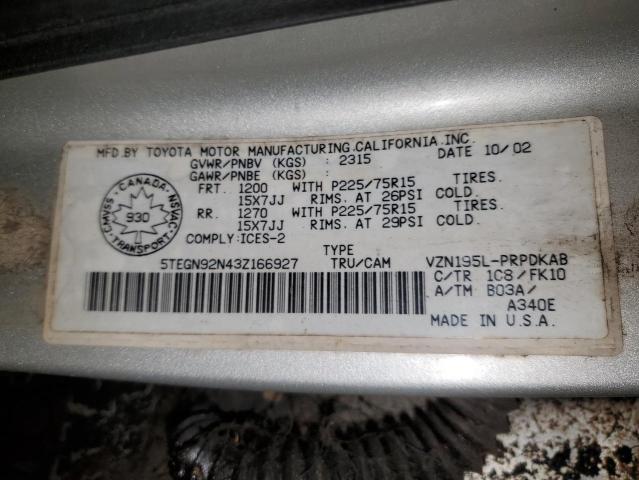 MFD.BY TOYOTA MOTOR MANUFACTURING.CALIFORNIA.INC.
GVWR/PNBV (KGS) : 2315 DATE 10/02
GAWR/PNBE (KGS) :
FRT. 1200 WITH P225/75R15 TIRES.
15X7JJ RIMS. AT 26PSI COLD.
RR. 1270 WITH P225/75R15 TIRES.
15X7JJ RIMS. AT 29PSI COLD.
COMPLY:ICES-2
CANADA
CMVSS 930 NSVAC
TRANSPORT
TYPE
5TEGN92N43Z166927 TRU/CAM VZN195L-PRPDKAB
C/TR 1C8/FK10
A/TM B03A/
A340E
MADE IN U.S.A.